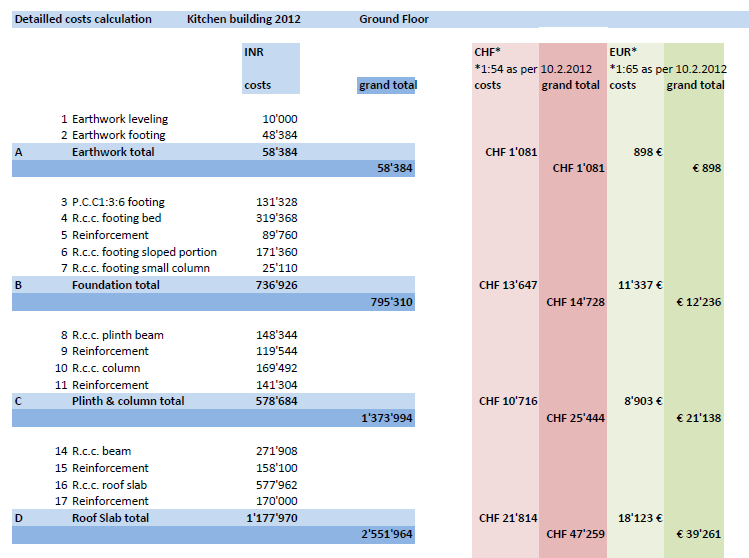 Detailled costs calculation Kitchen building 2012 Ground Floor
INR CHF* EUR*
*1:54 as per 10.2.2012 *1:65 as per 10.2.2012
costs grand total costs grand total costs grand total
1 Earthwork leveling 10'000
2 Earthwork footing 48'384
A Earthwork total 58'384 CHF 1'081 898 €
58'384 CHF 1'081 € 898
3 P.C.C1:3:6 footing 131'328
4 R.c.c. footing bed 319'368
5 Reinforcement 89'760
6 R.c.c. footing sloped portion 171'360
7 R.c.c. footing small column 25'110
B Foundation total 736'926 CHF 13'647 11'337 €
795'310 CHF 14'728 € 12'236
8 R.c.c. plinth beam 148'344
9 Reinforcement 119'544
10 R.c.c. column 169'492
11 Reinforcement 141'304
C Plinth & column total 578'684 CHF 10'716 8'903 €
1'373'994 CHF 25'444 € 21'138
14 R.c.c. beam 271'908
15 Reinforcement 158'100
16 R.c.c. roof slab 577'962
17 Reinforcement 170'000
D Roof Slab total 1'177'970 CHF 21'814 18'123 €
2'551'964 CHF 47'259 € 39'261